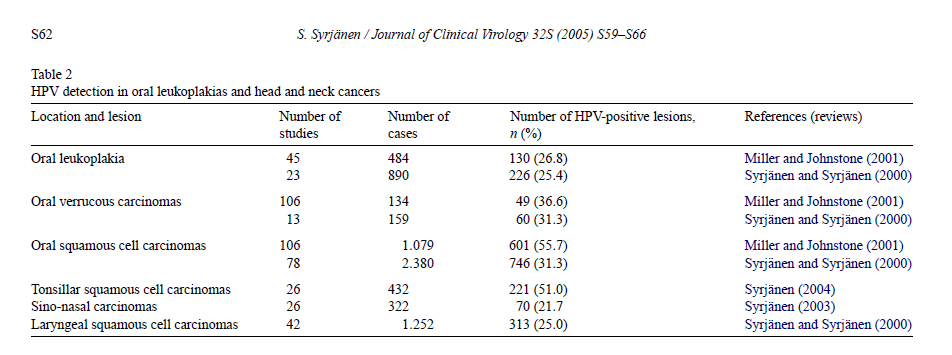 S62 S. Syrjänen / Journal of Clinical Virology 32S (2005) S59–S66
Table 2
HPV detection in oral leukoplakias and head and neck cancers
Location and lesion Number of studies Number of cases Number of HPV-positive lesions, n (%) References (reviews)
Oral leukoplakia 45 484 130 (26.8) Miller and Johnstone (2001)
23 890 226 (25.4) Syrjänen and Syrjänen (2000)
Oral verrucous carcinomas 106 134 49 (36.6) Miller and Johnstone (2001)
13 159 60 (31.3) Syrjänen and Syrjänen (2000)
Oral squamous cell carcinomas 106 1.079 601 (55.7) Miller and Johnstone (2001)
78 2.380 746 (31.3) Syrjänen and Syrjänen (2000)
Tonsillar squamous cell carcinomas 26 432 221 (51.0) Syrjänen (2004)
Sino-nasal carcinomas 26 322 70 (21.7 Syrjänen (2003)
Laryngeal squamous cell carcinomas 42 1.252 313 (25.0) Syrjänen and Syrjänen (2000)